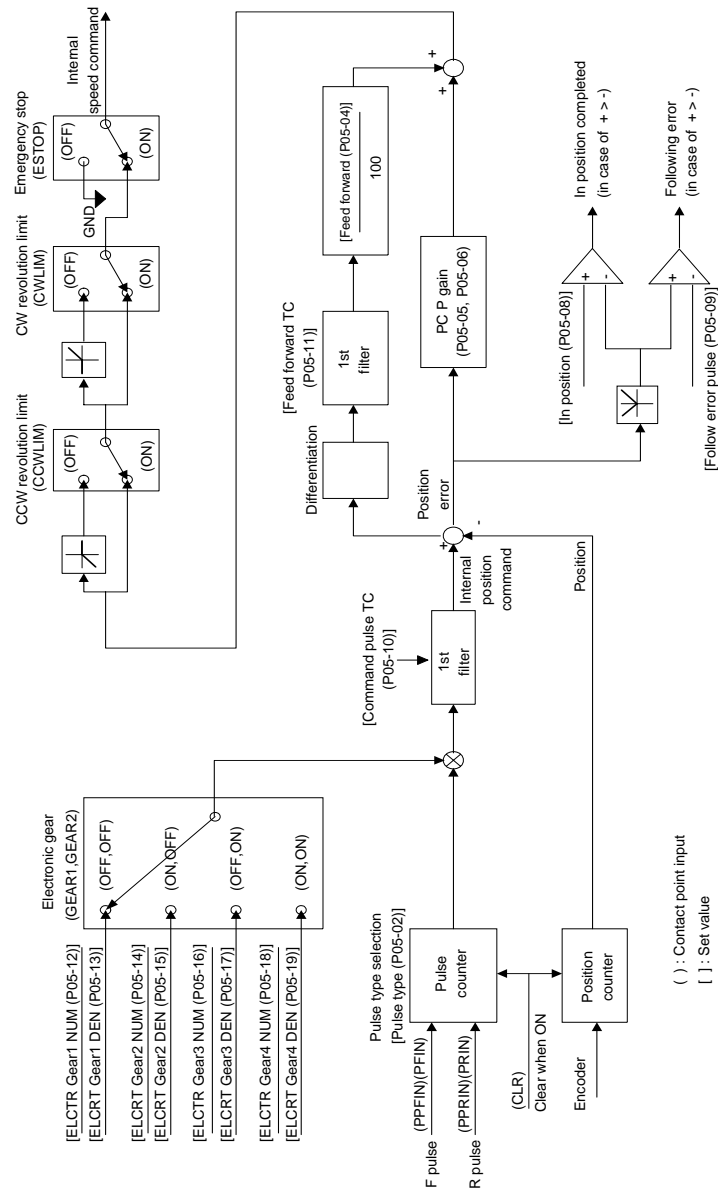 Electronic gear
(GEAR1,GEAR2)
[ELCTR Gear1 NUM (P05-12)]
[ELCRT Gear1 DEN (P05-13)]
(OFF,OFF)
[ELCTR Gear2 NUM (P05-14)]
[ELCRT Gear2 DEN (P05-15)]
(ON,OFF)
[ELCTR Gear3 NUM (P05-16)]
[ELCRT Gear3 DEN (P05-17)]
(OFF,ON)
[ELCTR Gear4 NUM (P05-18)]
[ELCRT Gear4 DEN (P05-19)]
(ON,ON)
Pulse type selection
[Pulse type (P05-02)]
F pulse
(PPFIN)(PFIN)
R pulse
(PPRIN)(PRIN)
Pulse
counter
(CLR)
Clear when ON
Encoder
Position
counter
( ) : Contact point input
[ ] : Set value
[Command pulse TC
(P05-10)]
1st
filter
Internal
position
command
Position
+
-
Position
error
Differentiation
[Feed forward TC
(P05-11)]
1st
filter
[Feed forward (P05-04)]
100
PC P gain
(P05-05, P05-06)
+
+
[In position (P05-08)]
+
-
In position completed
(in case of + > -)
[Follow error pulse (P05-09)]
+
-
Following error
(in case of + > -)
CCW revolution limit
(CCWLIM)
(OFF)
(ON)
CW revolution limit
(CWLIM)
(OFF)
(ON)
Emergency stop
(ESTOP)
(OFF)
GND
(ON)
Internal
speed command